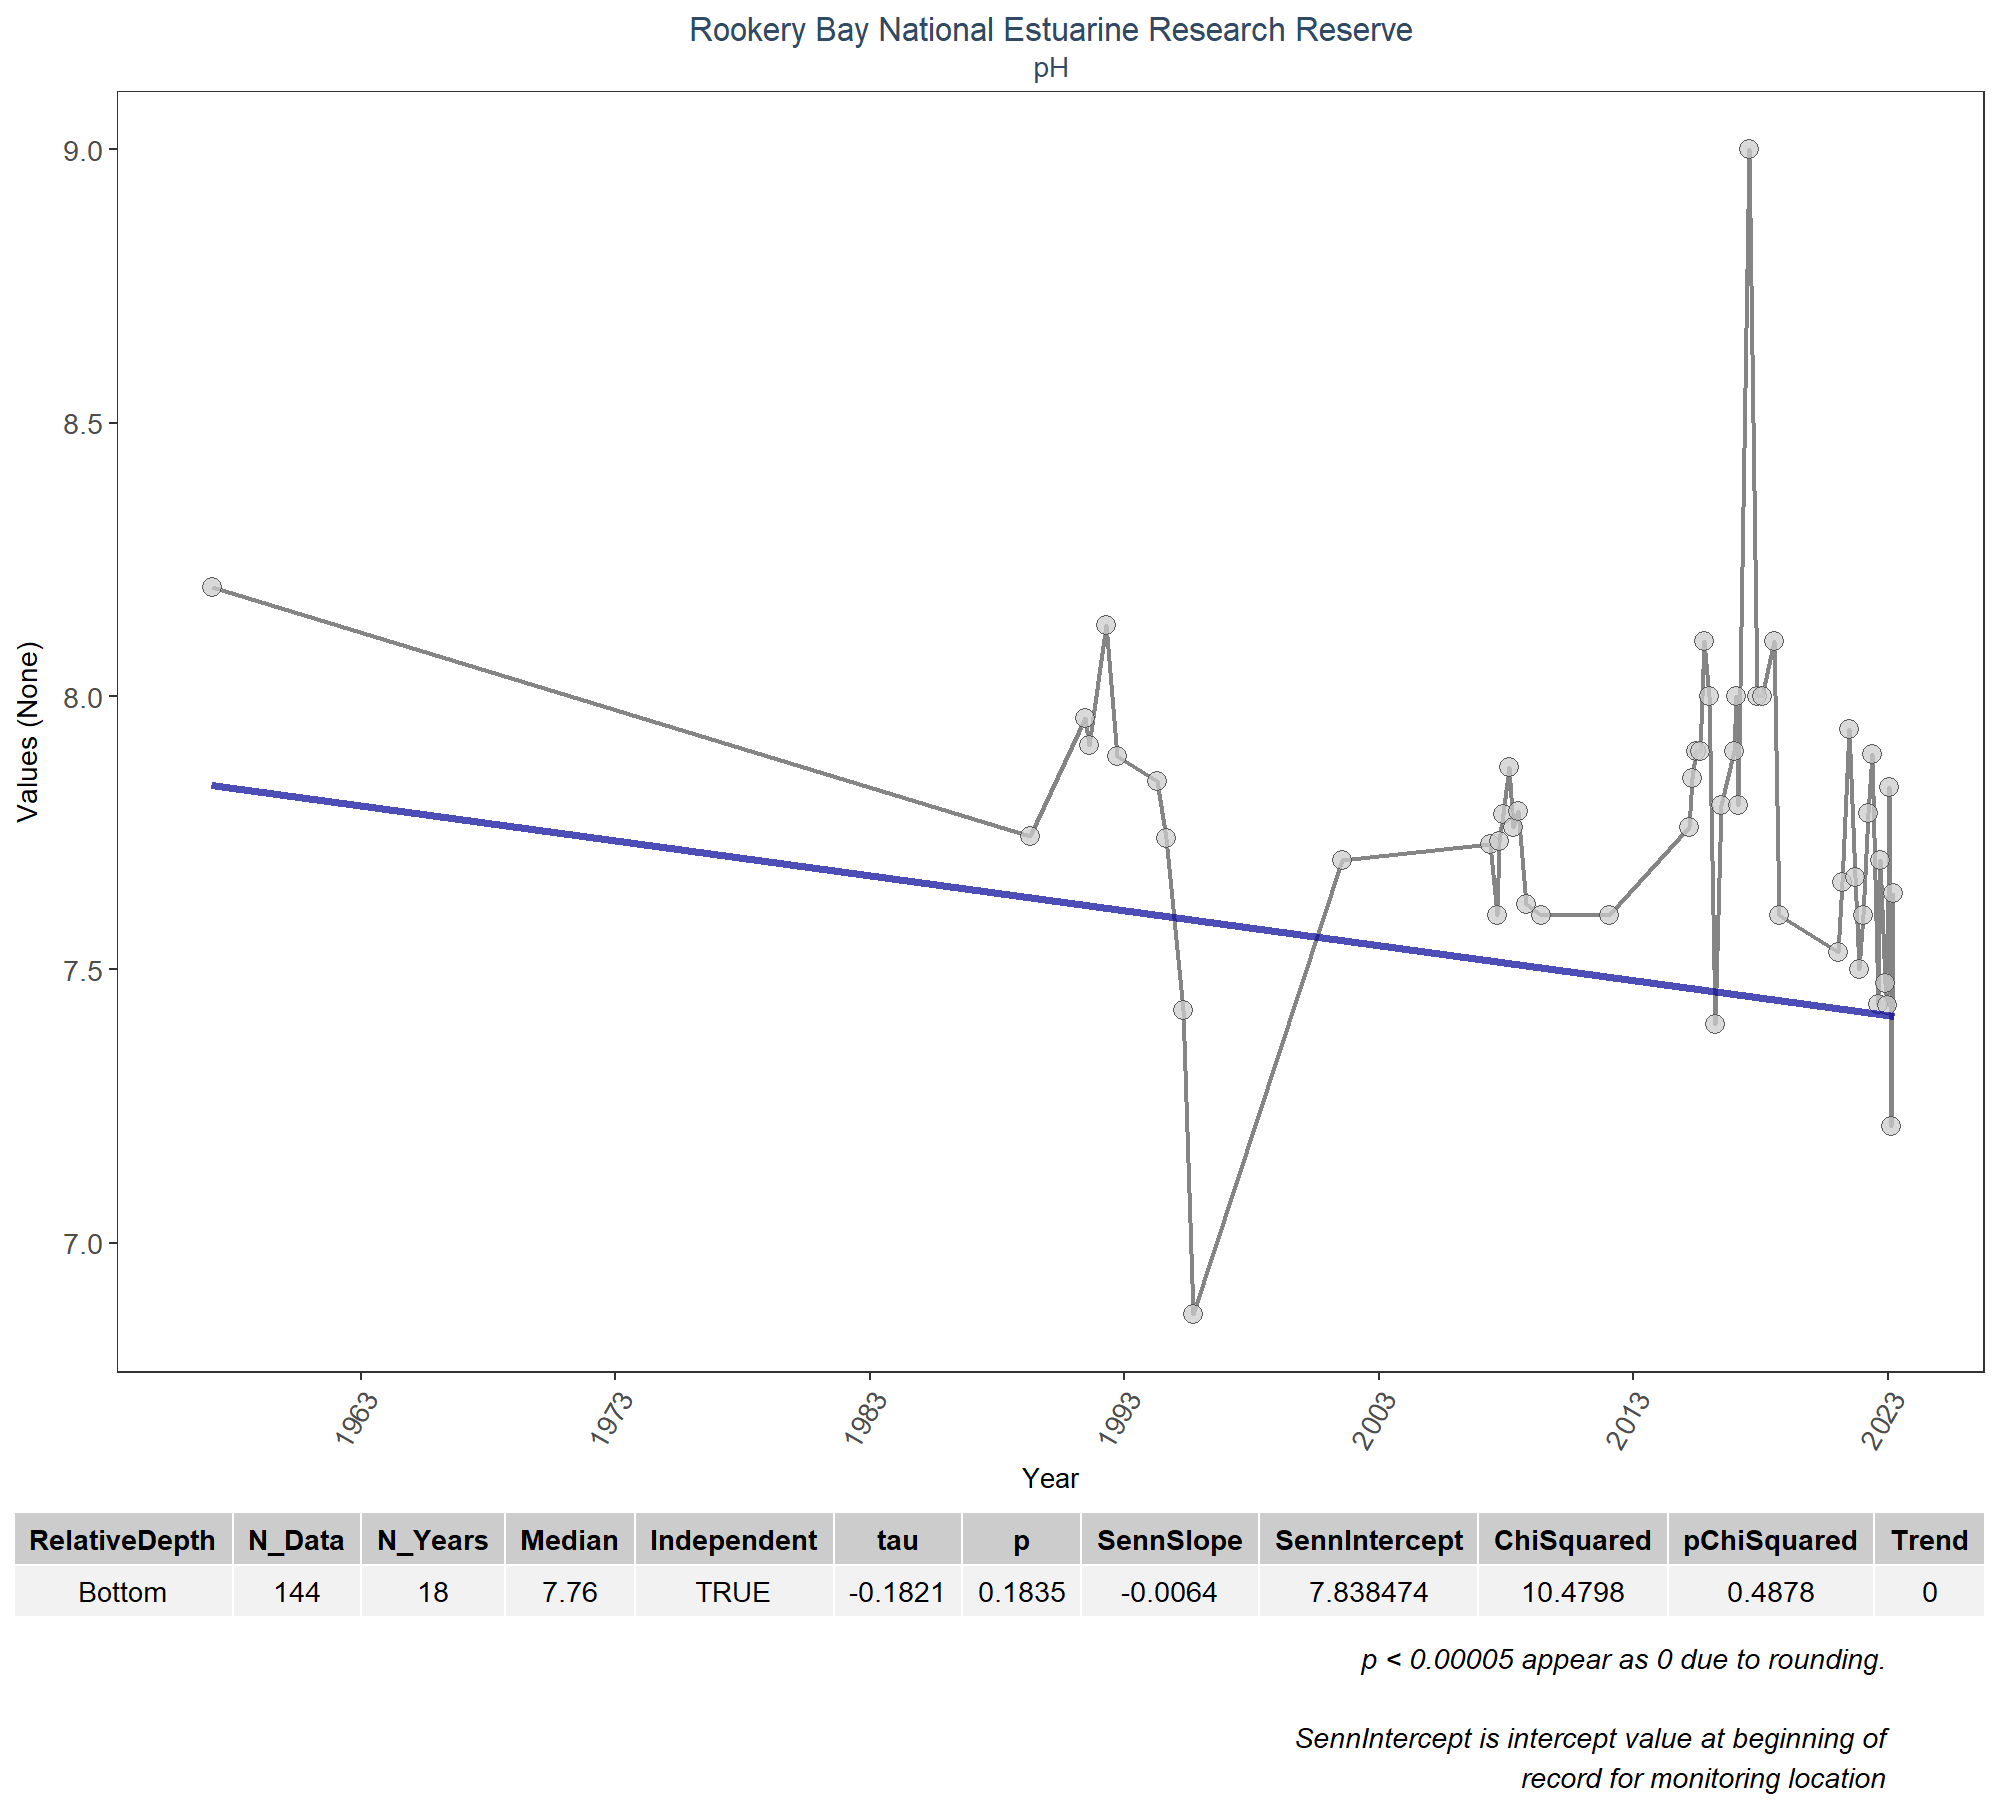 Rookery Bay National Estuarine Research Reserve
pH
9.0
8.5
8.0
7.5
7.0
Values (None)
1963
1973
1983
1993
2003
2013
2023
Year
RelativeDepth N_Data N_Years Median Independent tau p SennSlope SennIntercept ChiSquared pChiSquared Trend
Bottom 144 18 7.76 TRUE -0.1821 0.1835 -0.0064 7.838474 10.4798 0.4878 0
p < 0.00005 appear as 0 due to rounding.
SennIntercept is intercept value at beginning of
record for monitoring location